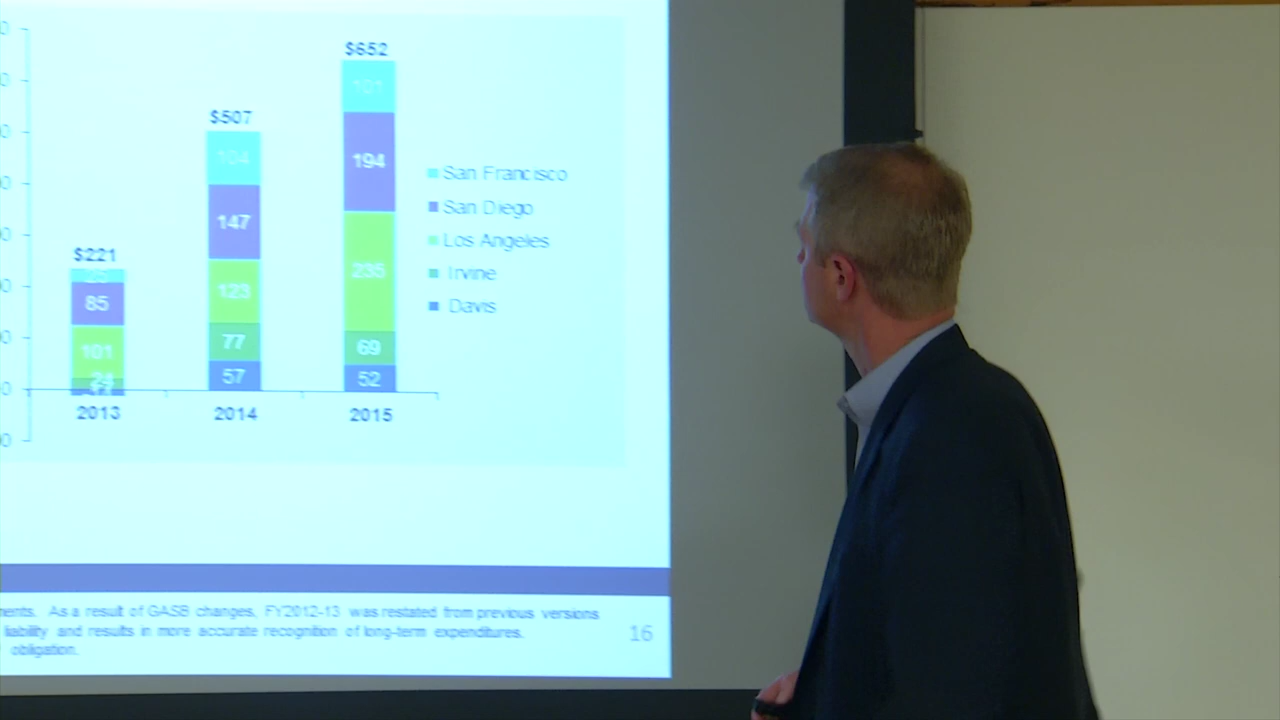 $652
101
$507
104
194
San Francisco
San Diego
147
Los Angeles
$221
235
Irvine
85
123
Davis
101
77
69
57
52
2013
2014
2015
ments. As a result of GASB changes, FY2012-13 was restated from previous versions
liability and results in more accurate recognition of long-term expenditures.
obligation.
16